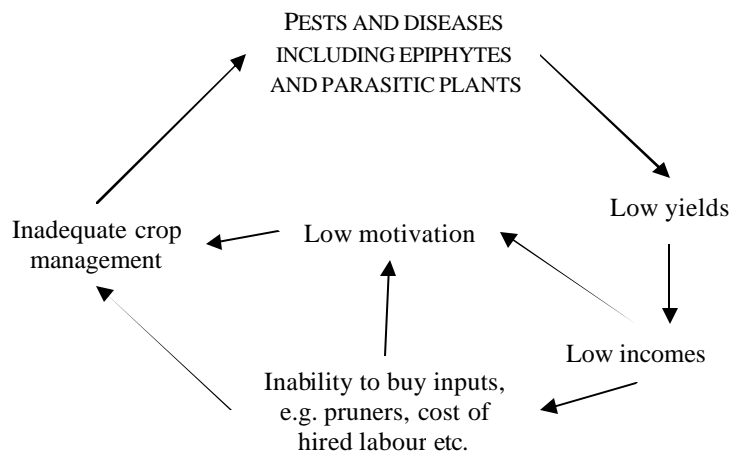 PESTS AND DISEASES
INCLUDING EPIPHYTES
AND PARASITIC PLANTS
Low yields
Inadequate crop
management
Low motivation
Low incomes
Inability to buy inputs,
e.g. pruners, cost of
hired labour etc.